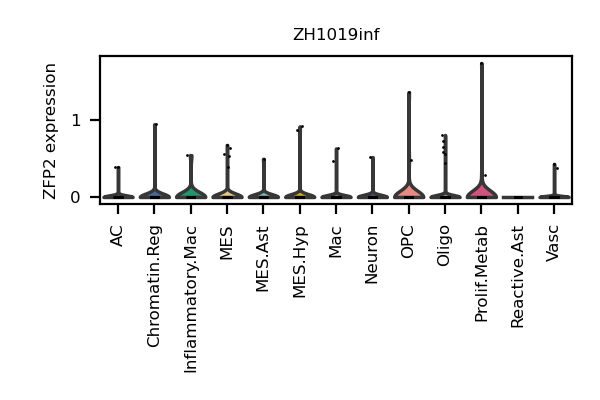 ZH1019inf
ZFP2 expression
1
0
AC
Chromatin.Reg
Inflammatory.Mac
MES
MES.Ast
MES.Hyp
Mac
Neuron
OPC
Oligo
Prolif.Metab
Reactive.Ast
Vasc